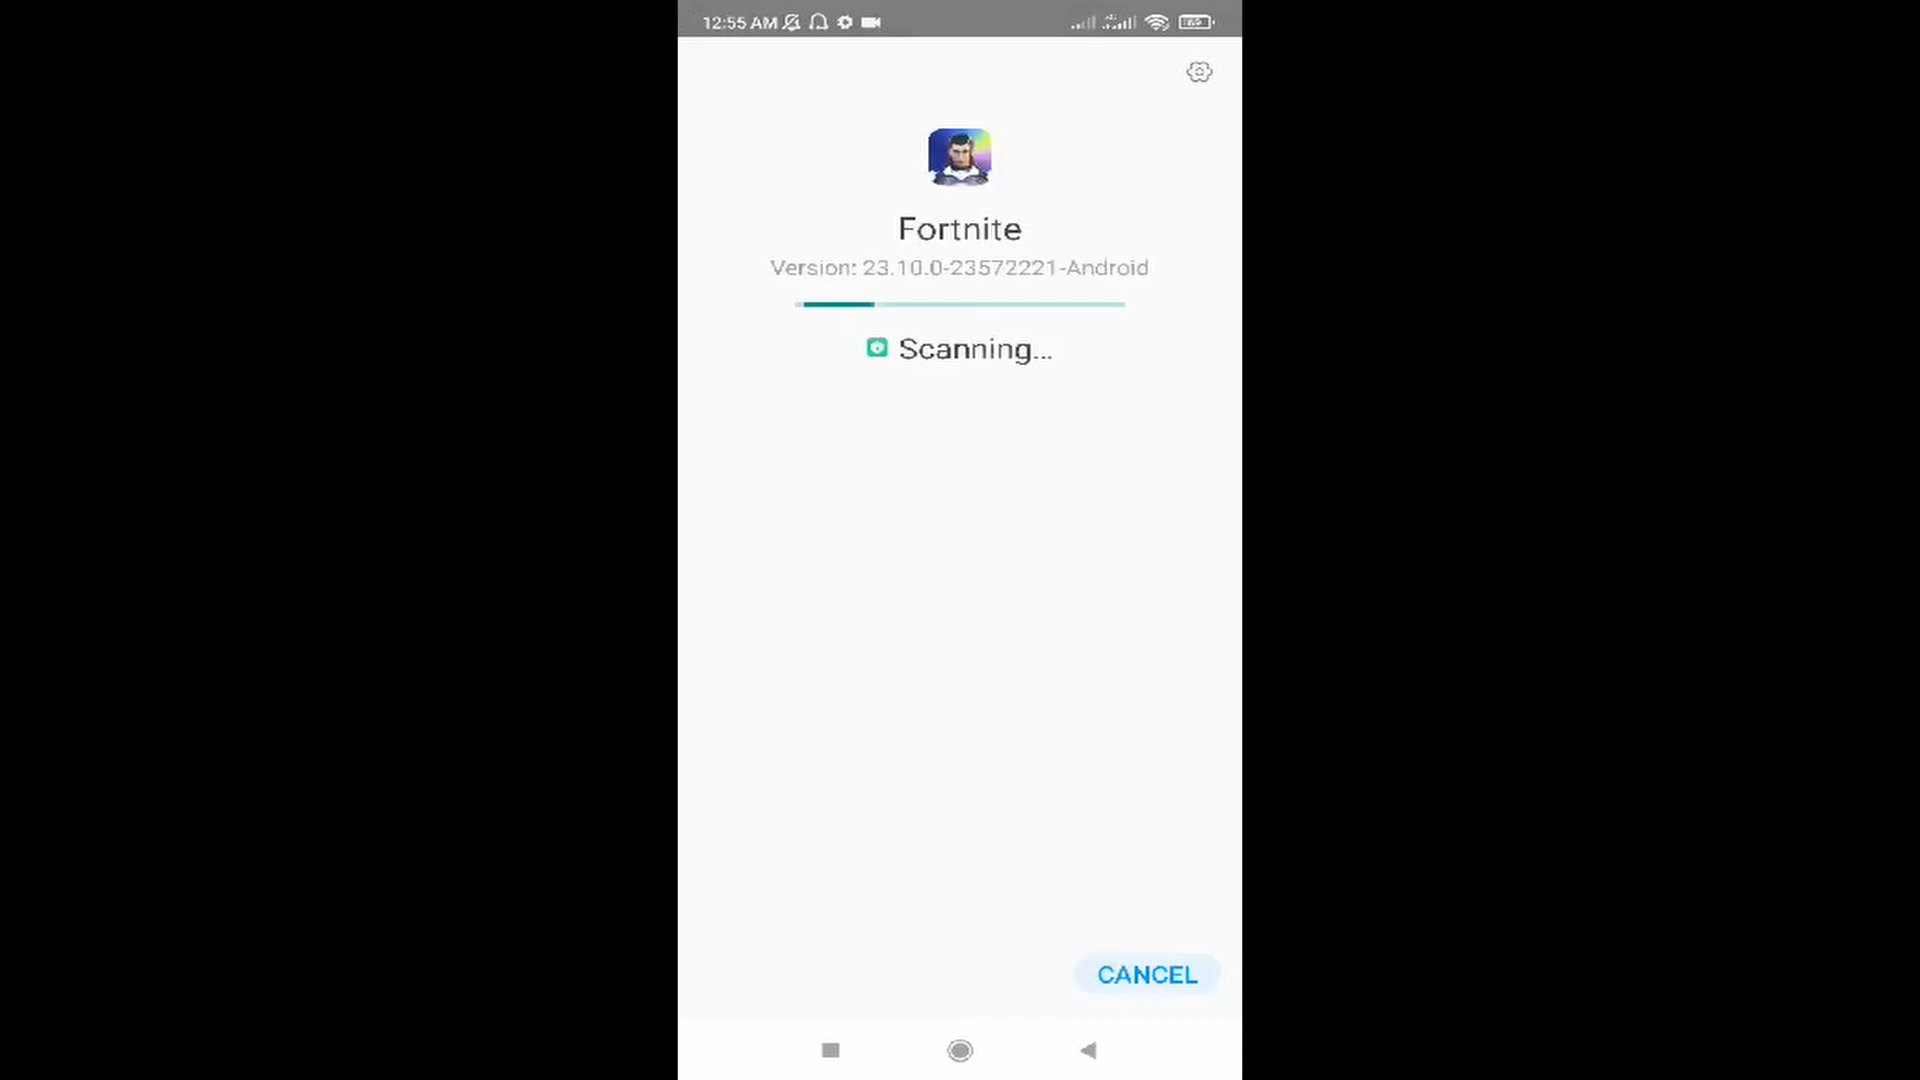 12:55 AM
Fortnite
Version: 23.10.0-23572221-Android
Scanning...
CANCEL